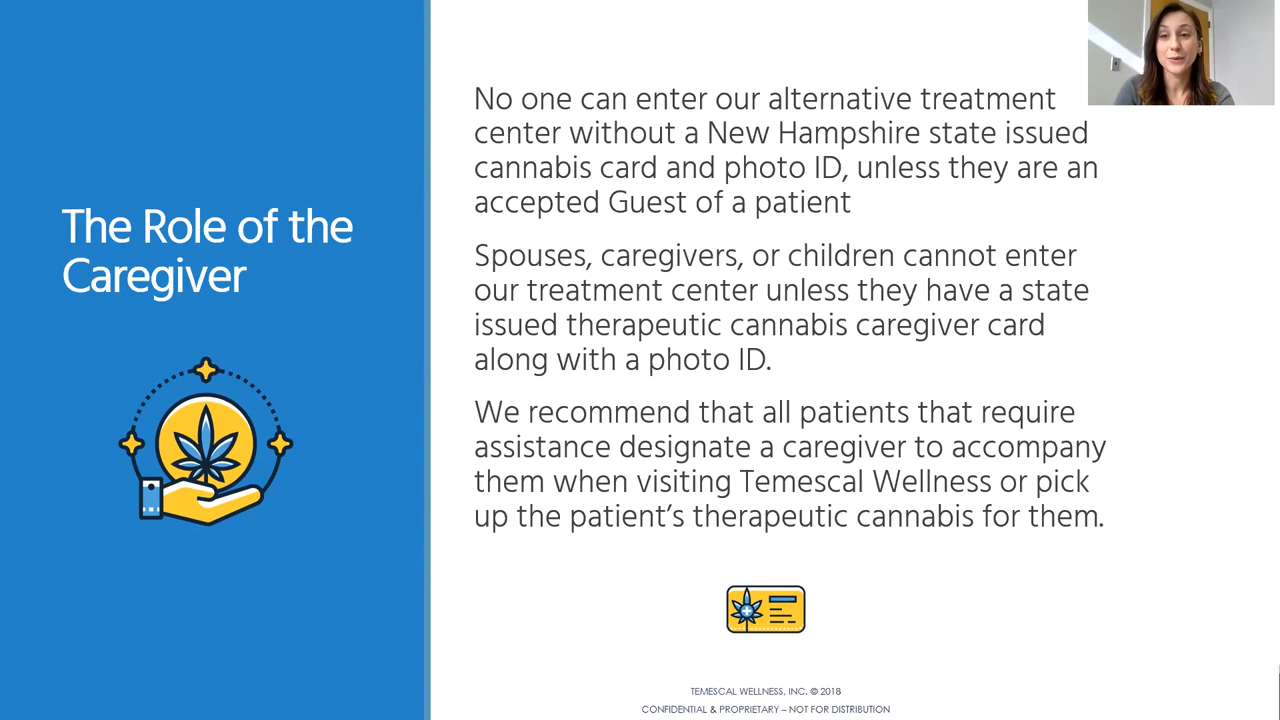 The Role of the
Caregiver
No one can enter our alternative treatment
center without a New Hampshire state issued
cannabis card and photo ID, unless they are an
accepted Guest of a patient
Spouses, caregivers, or children cannot enter
our treatment center unless they have a state
issued therapeutic cannabis caregiver card
along with a photo ID.
We recommend that all patients that require
assistance designate a caregiver to accompany
them when visiting Temescal Wellness or pick
up the patient’s therapeutic cannabis for them.
TEMESCAL WELLNESS, INC. © 2018
CONFIDENTIAL & PROPRIETARY – NOT FOR DISTRIBUTION